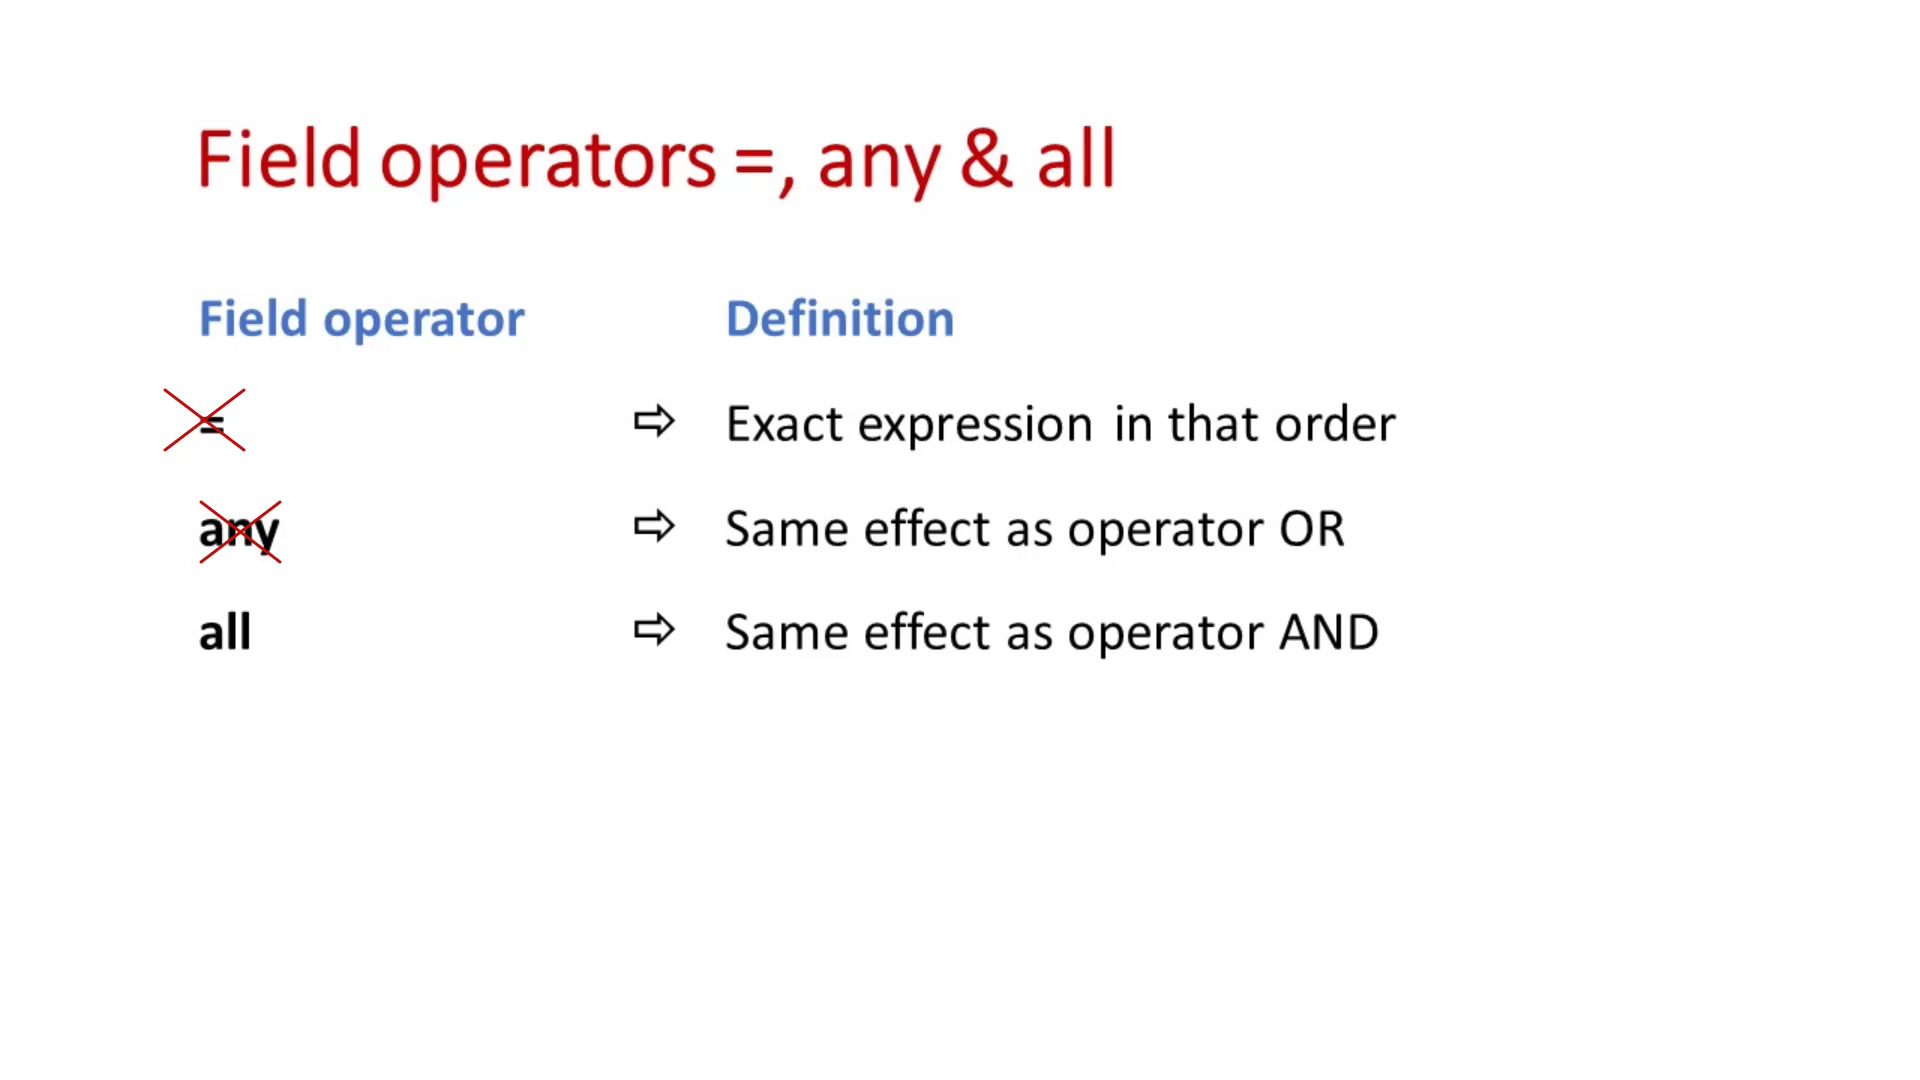 Field operators =, any & all
Field operator Definition
= ⇨ Exact expression in that order
any ⇨ Same effect as operator OR
all ⇨ Same effect as operator AND